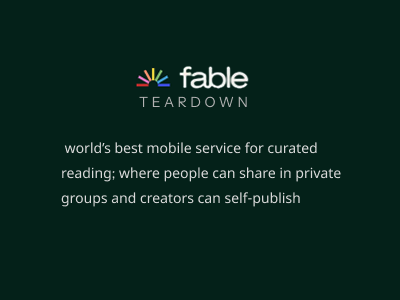 fable
TEARDOWN
world’s best mobile service for curated
reading; where people can share in private
groups and creators can self-publish